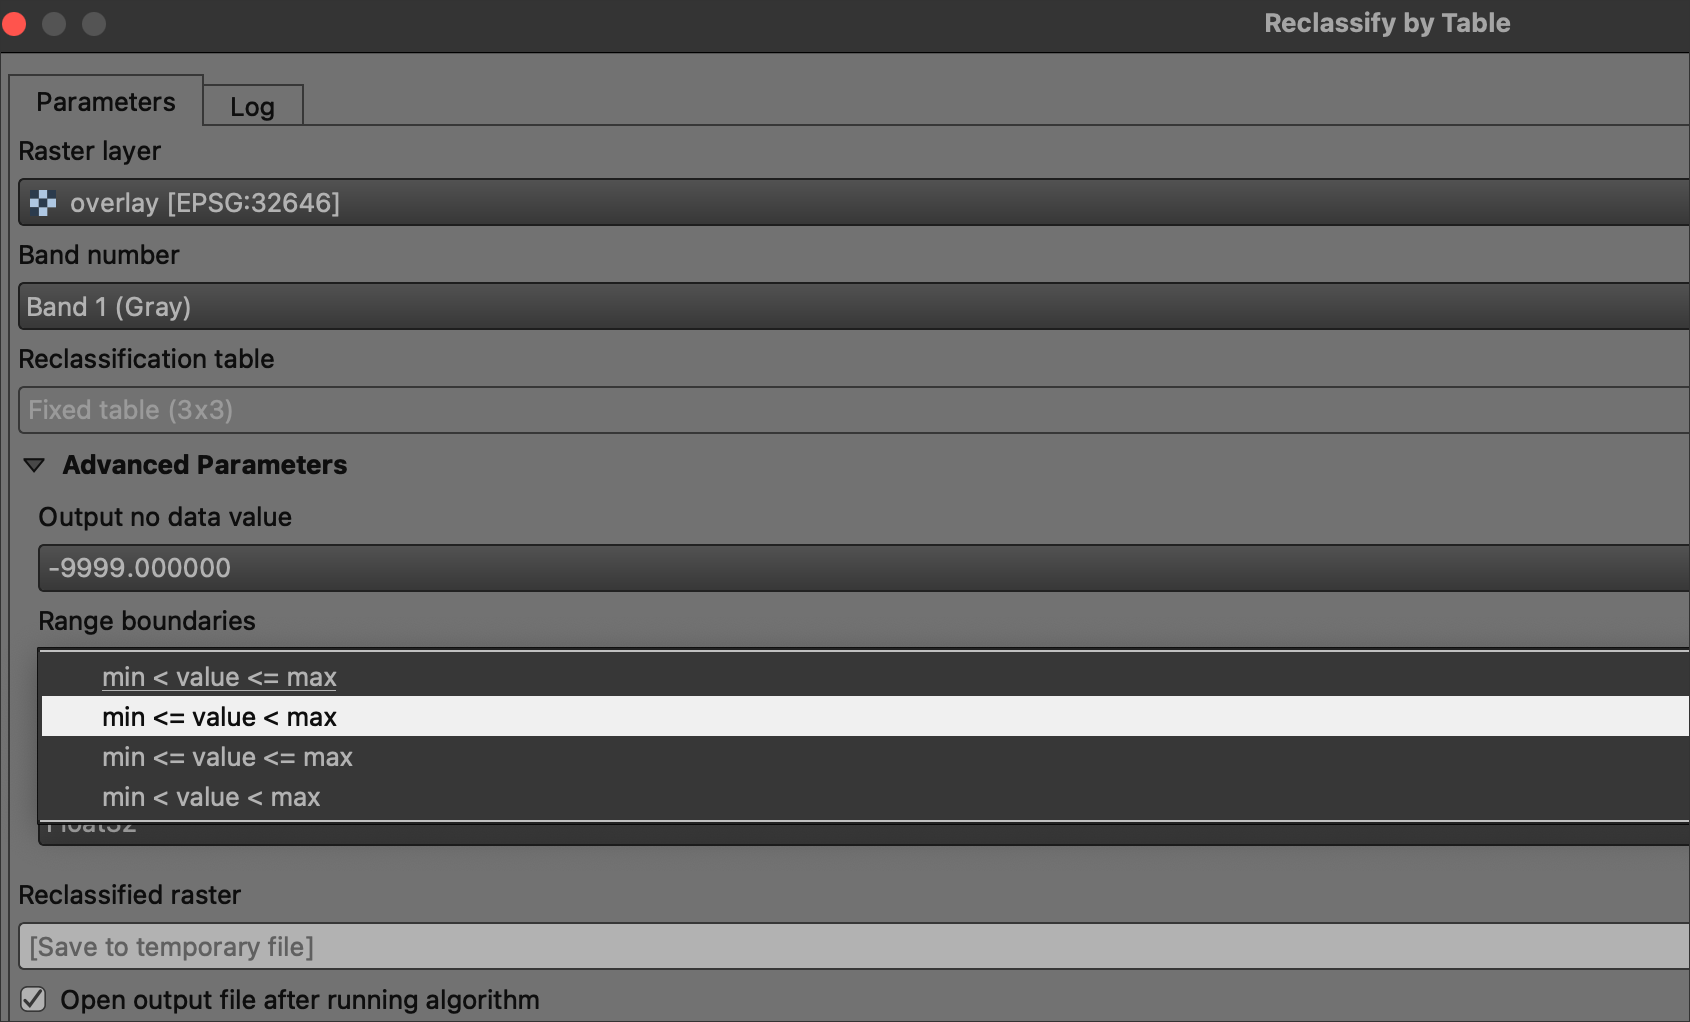 Reclassify by Table
Parameters
Log
Raster layer
overlay [EPSG:32646]
Band number
Band 1 (Gray)
Reclassification table
Fixed table (3x3)
Advanced Parameters
Output no data value
-9999.000000
Range boundaries
min < value <= max
min <= value < max
min <= value <= max
min < value < max
Float32
Reclassified raster
[Save to temporary file]
Open output file after running algorithm